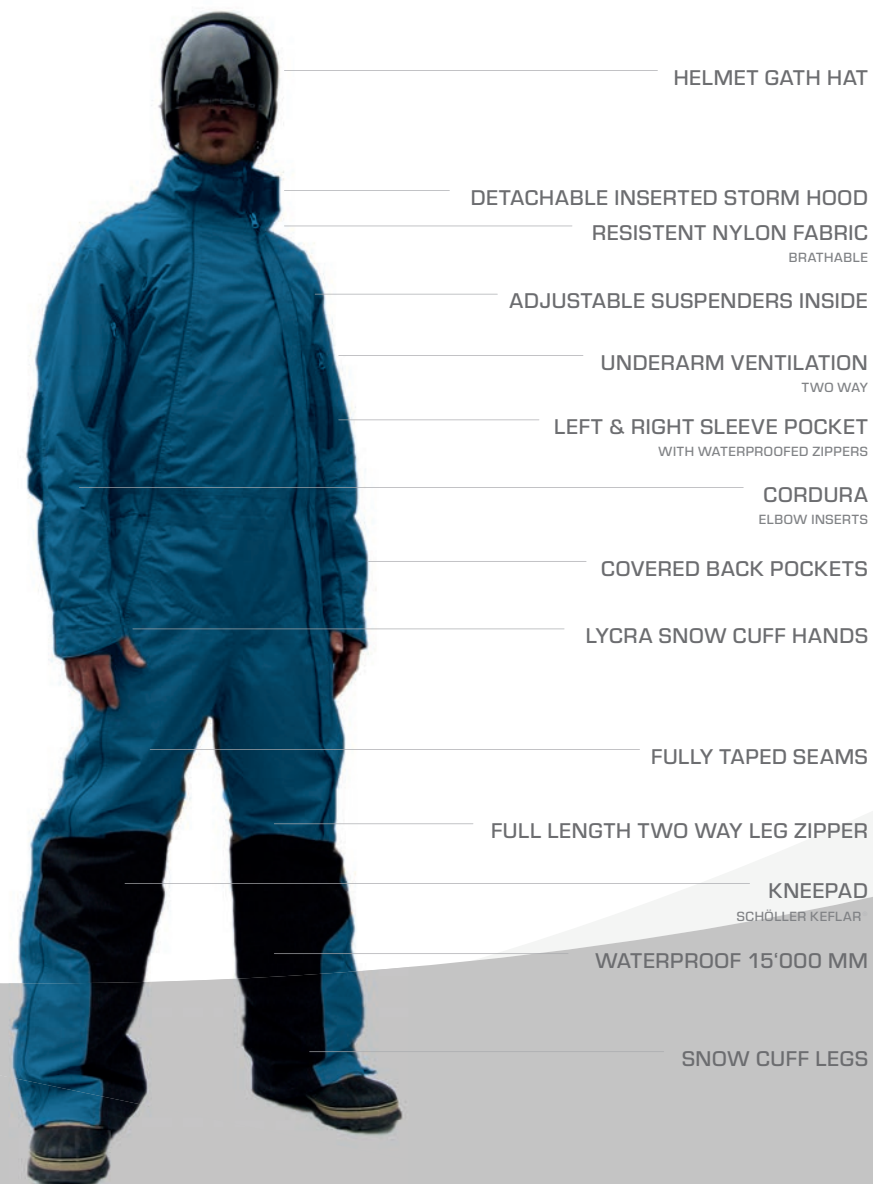 HELMET GATH HAT
DETACHABLE INSERTED STORM HOOD
RESISTENT NYLON FABRIC
BRATHABLE
ADJUSTABLE SUSPENDERS INSIDE
UNDERARM VENTILATION
TWO WAY
LEFT & RIGHT SLEEVE POCKET
WITH WATERPROOFED ZIPPERS
CORDURA
ELBOW INSERTS
COVERED BACK POCKETS
LYCRA SNOW CUFF HANDS
FULLY TAPED SEAMS
FULL LENGTH TWO WAY LEG ZIPPER
KNEEPAD
SCHÖLLER KEFLAR
WATERPROOF 15‘000 MM
SNOW CUFF LEGS